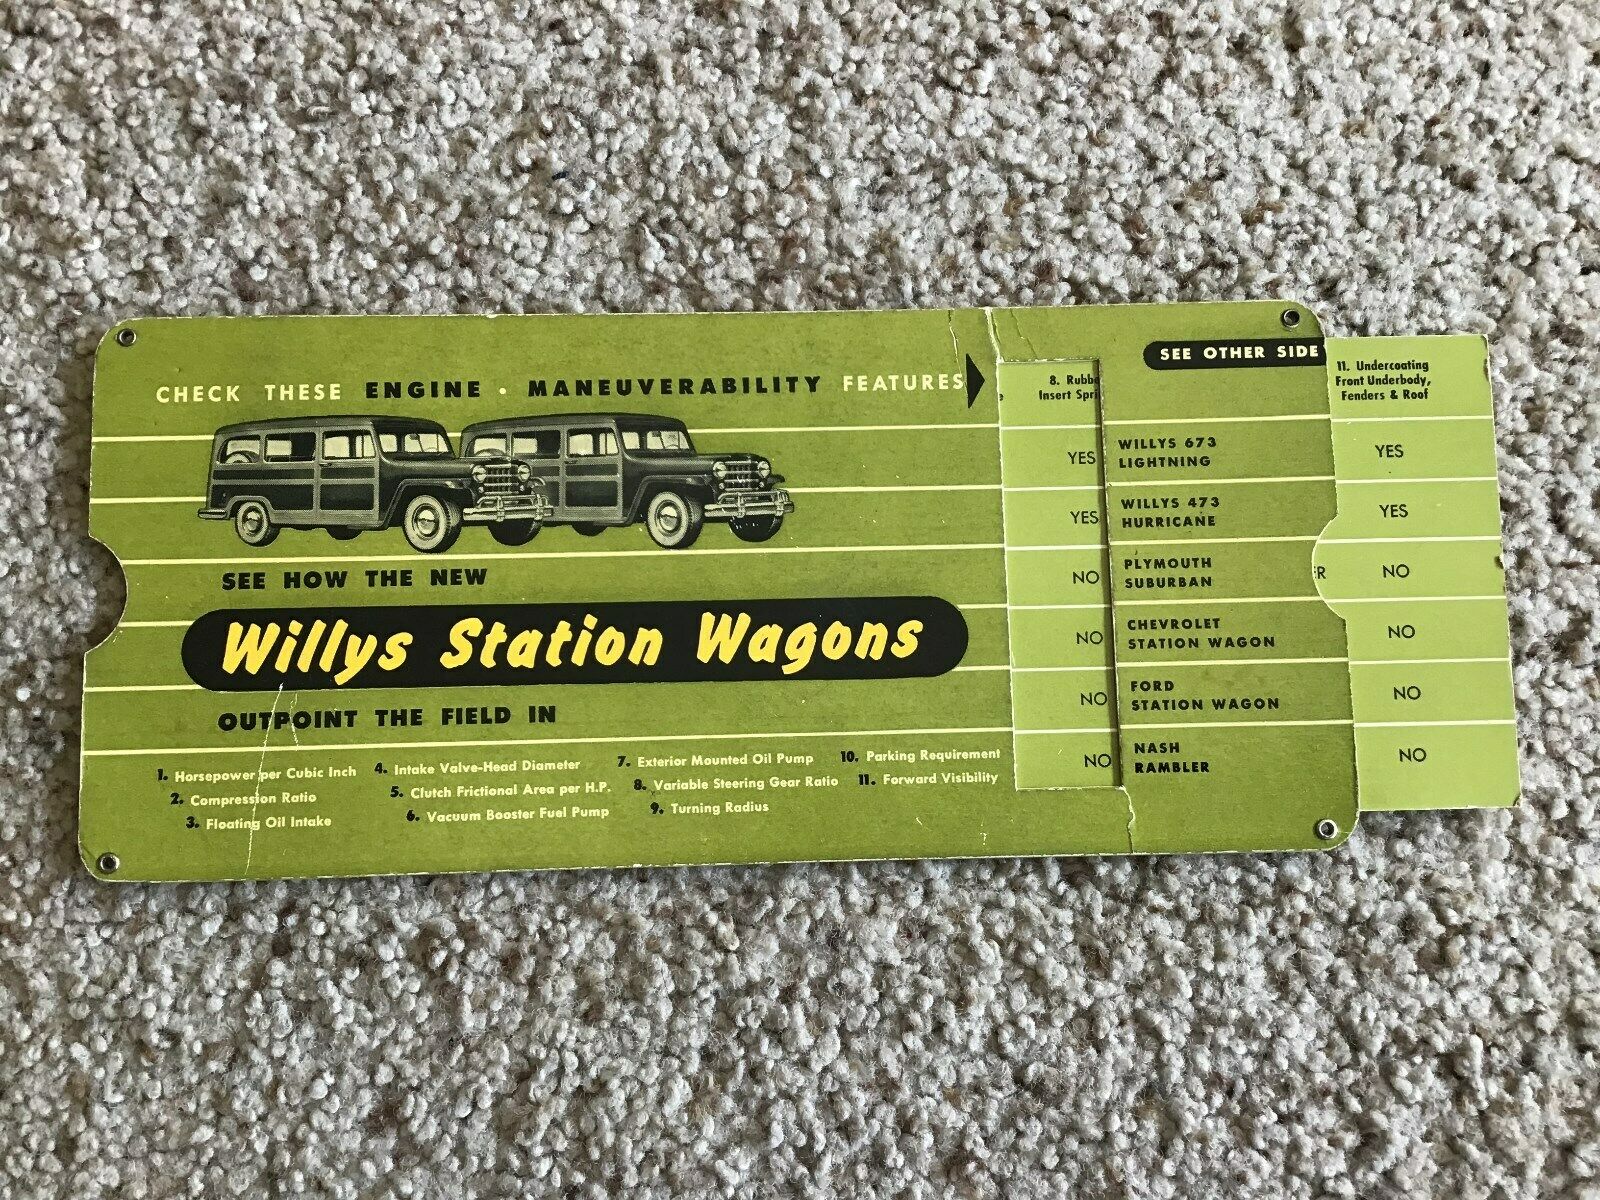 CHECK THESE ENGINE • MANEUVERABILITY FEATURES
SEE HOW THE NEW
Willys Station Wagons
OUTPOINT THE FIELD IN
1. Horsepower per Cubic Inch
2. Compression Ratio
3. Floating Oil Intake
4. Intake Valve-Head Diameter
5. Clutch Frictional Area per H.P.
6. Vacuum Booster Fuel Pump
7. Exterior Mounted Oil Pump
8. Variable Steering Gear Ratio
9. Turning Radius
10. Parking Requirement
11. Forward Visibility
8. Rubbe
Insert Spri
YES
YES
NO
NO
NO
NO
SEE OTHER SIDE
WILLYS 673
LIGHTNING
WILLYS 473
HURRICANE
PLYMOUTH
SUBURBAN
CHEVROLET
STATION WAGON
FORD
STATION WAGON
NASH
RAMBLER
11. Undercoating
Front Underbody,
Fenders & Roof
YES
YES
R NO
NO
NO
NO